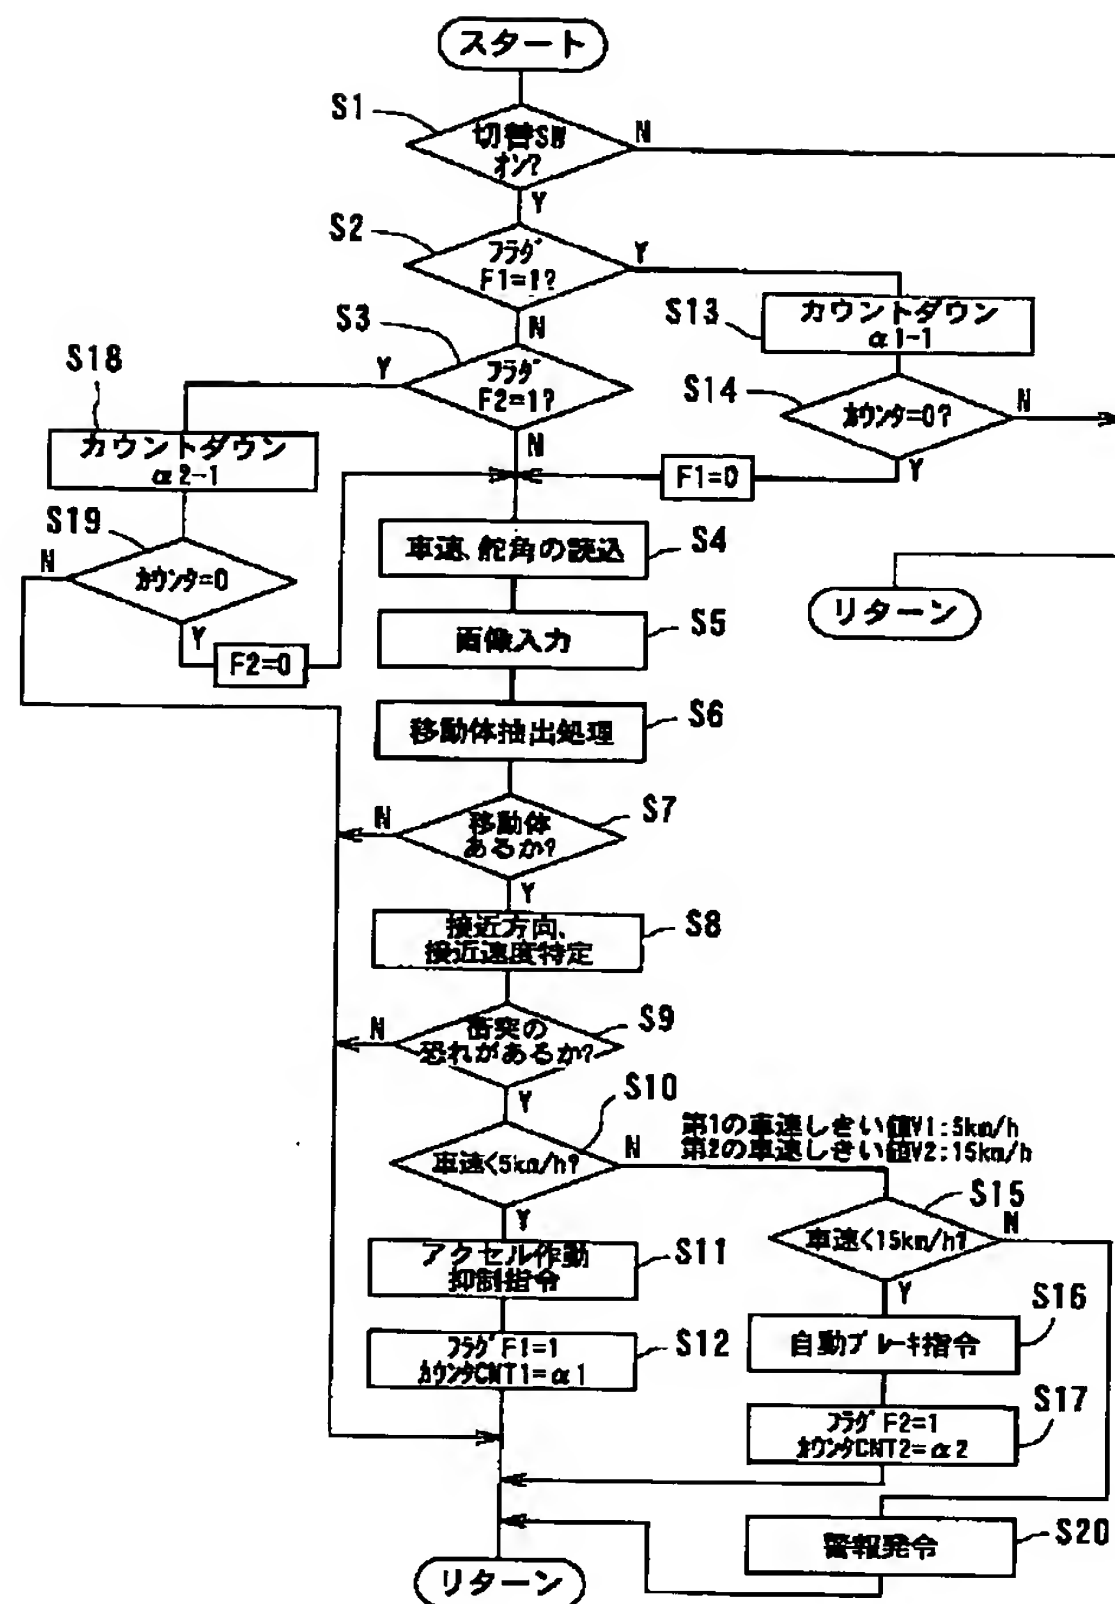 スタート
S1
切替SW
オン?
N
Y
S2
フラグ
F1=1?
Y
N
S13
カウントダウン
α1-1
S3
フラグ
F2=1?
Y
N
S14
カウンタ=0?
N
Y
F1=0
S18
カウントダウン
α2-1
S19
カウンタ=0
N
Y
F2=0
車速、舵角の読込
S4
リターン
画像入力
S5
移動体抽出処理
S6
移動体
あるか?
S7
N
Y
接近方向、
接近速度特定
S8
衝突の
恐れがあるか?
S9
N
Y
S10
車速<5km/h?
N
Y
第1の車速しきい値V1:5km/h
第2の車速しきい値V2:15km/h
S15
車速<15km/h?
N
Y
アクセル作動
抑制指令
S11
S16
自動ブレーキ指令
フラグF1=1
カウンタCNT1=α1
S12
S17
フラグF2=1
カウンタCNT2=α2
警報発令
S20
リターン